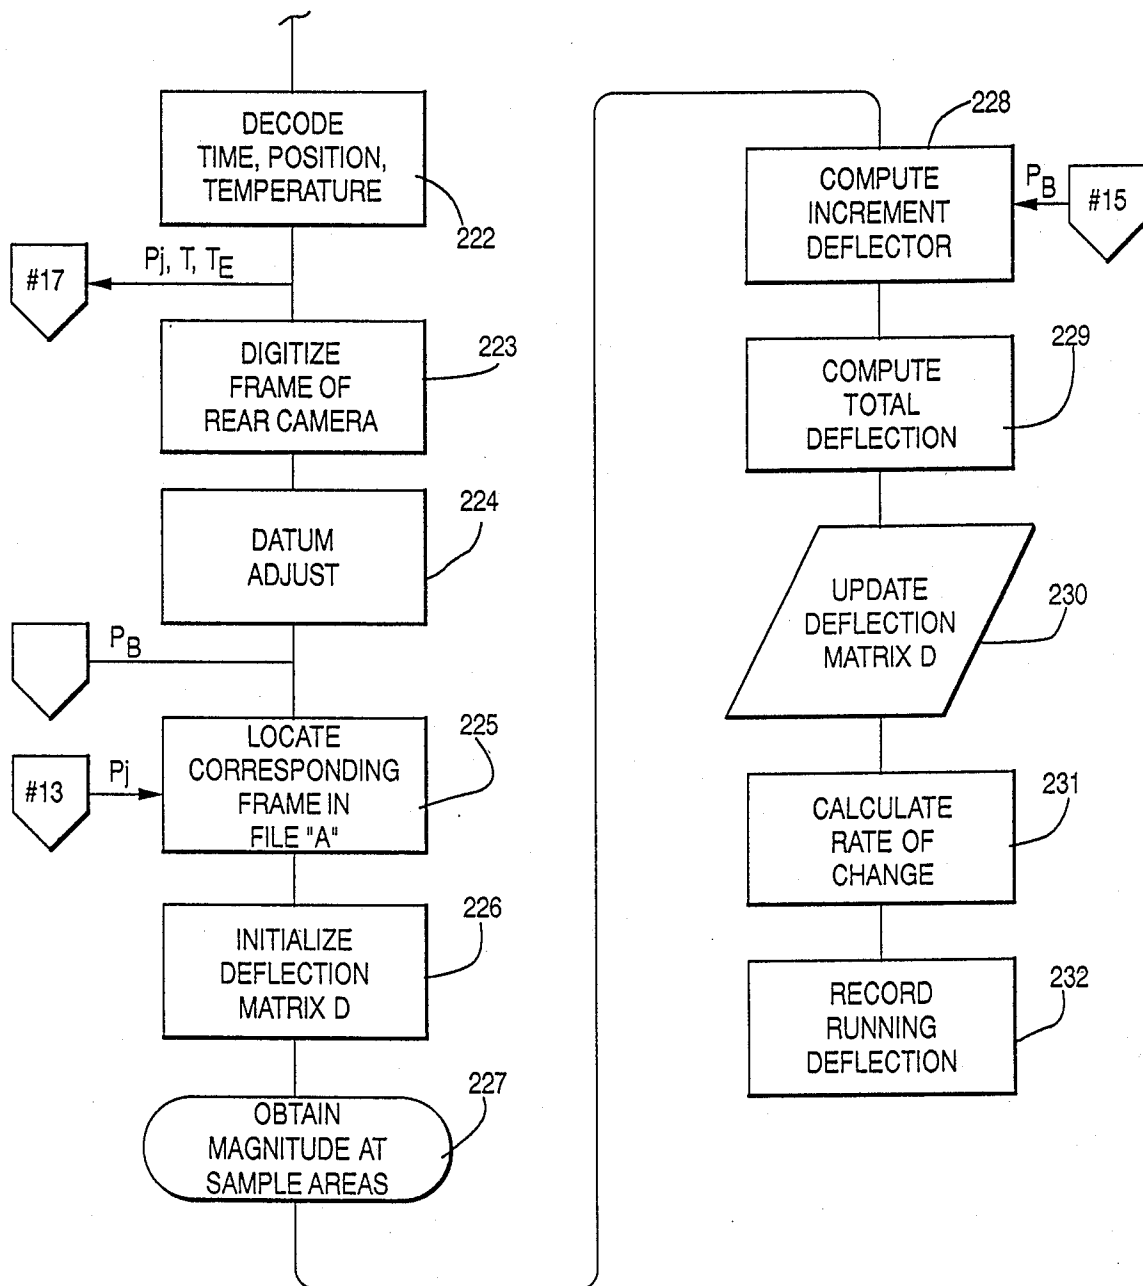 DECODE
TIME, POSITION,
TEMPERATURE
222
#17
Pj, T, TE
DIGITIZE
FRAME OF
REAR CAMERA
223
DATUM
ADJUST
224
PB
LOCATE
CORRESPONDING
FRAME IN
FILE "A"
225
#13
Pj
INITIALIZE
DEFLECTION
MATRIX D
226
OBTAIN
MAGNITUDE AT
SAMPLE AREAS
227
COMPUTE
INCREMENT
DEFLECTOR
228
PB
#15
COMPUTE
TOTAL
DEFLECTION
229
UPDATE
DEFLECTION
MATRIX D
230
CALCULATE
RATE OF
CHANGE
231
RECORD
RUNNING
DEFLECTION
232